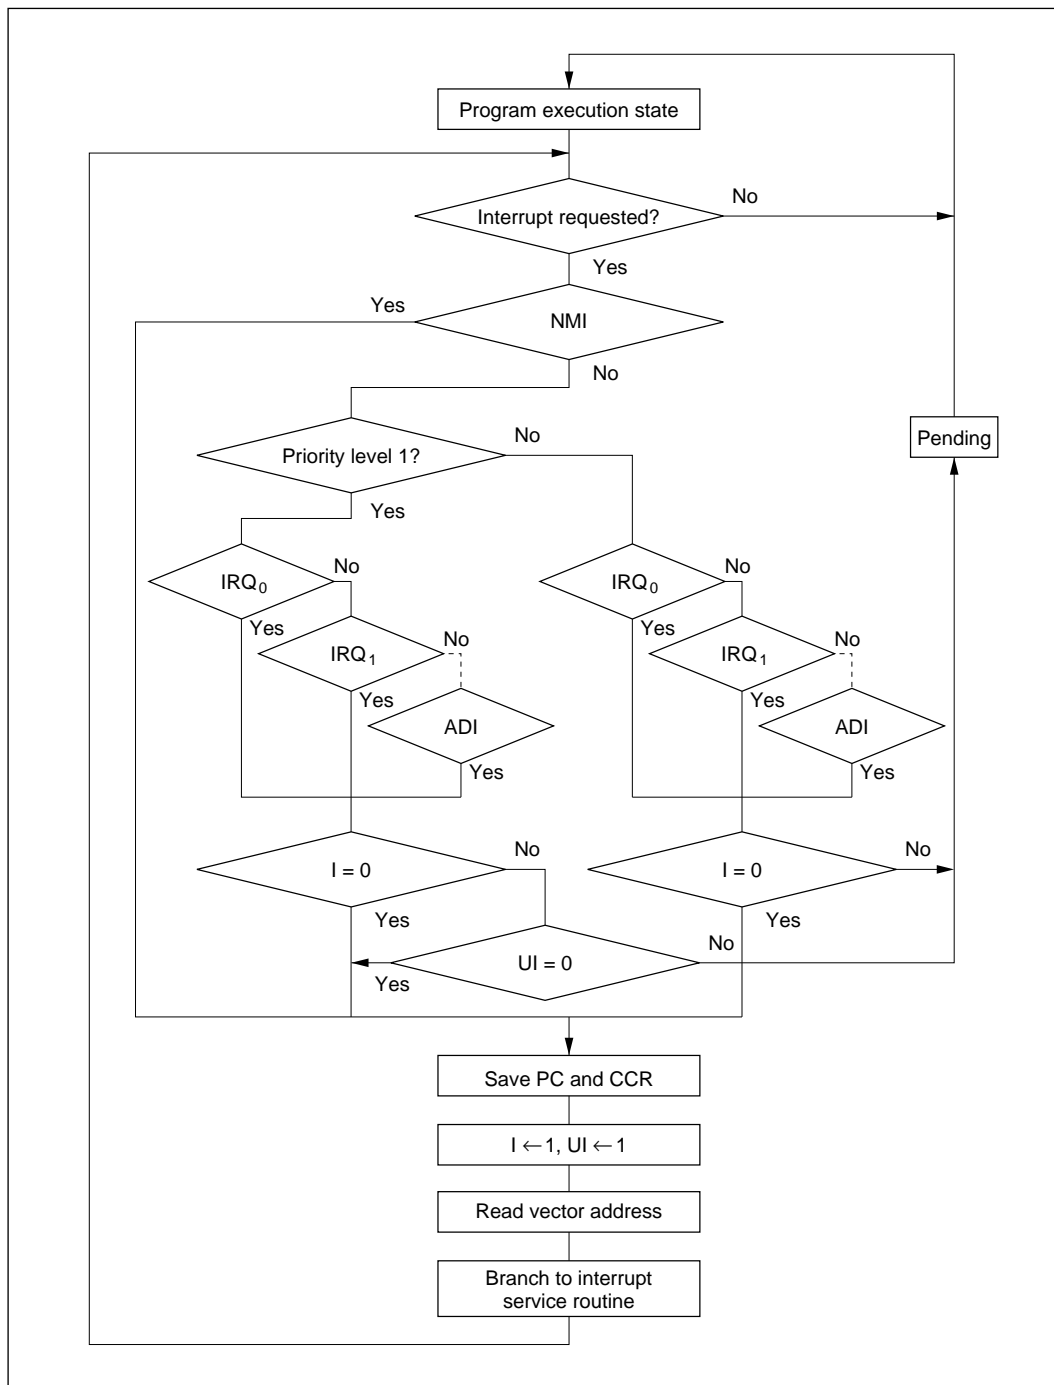 Program execution state
Interrupt requested?
No
Yes
NMI
Yes
No
Priority level 1?
No
Yes
Pending
IRQ0
No
Yes
IRQ1
No
Yes
ADI
Yes
IRQ0
No
Yes
IRQ1
No
Yes
ADI
Yes
I = 0
No
Yes
I = 0
No
Yes
UI = 0
No
Yes
Save PC and CCR
I ← 1, UI ← 1
Read vector address
Branch to interrupt
service routine